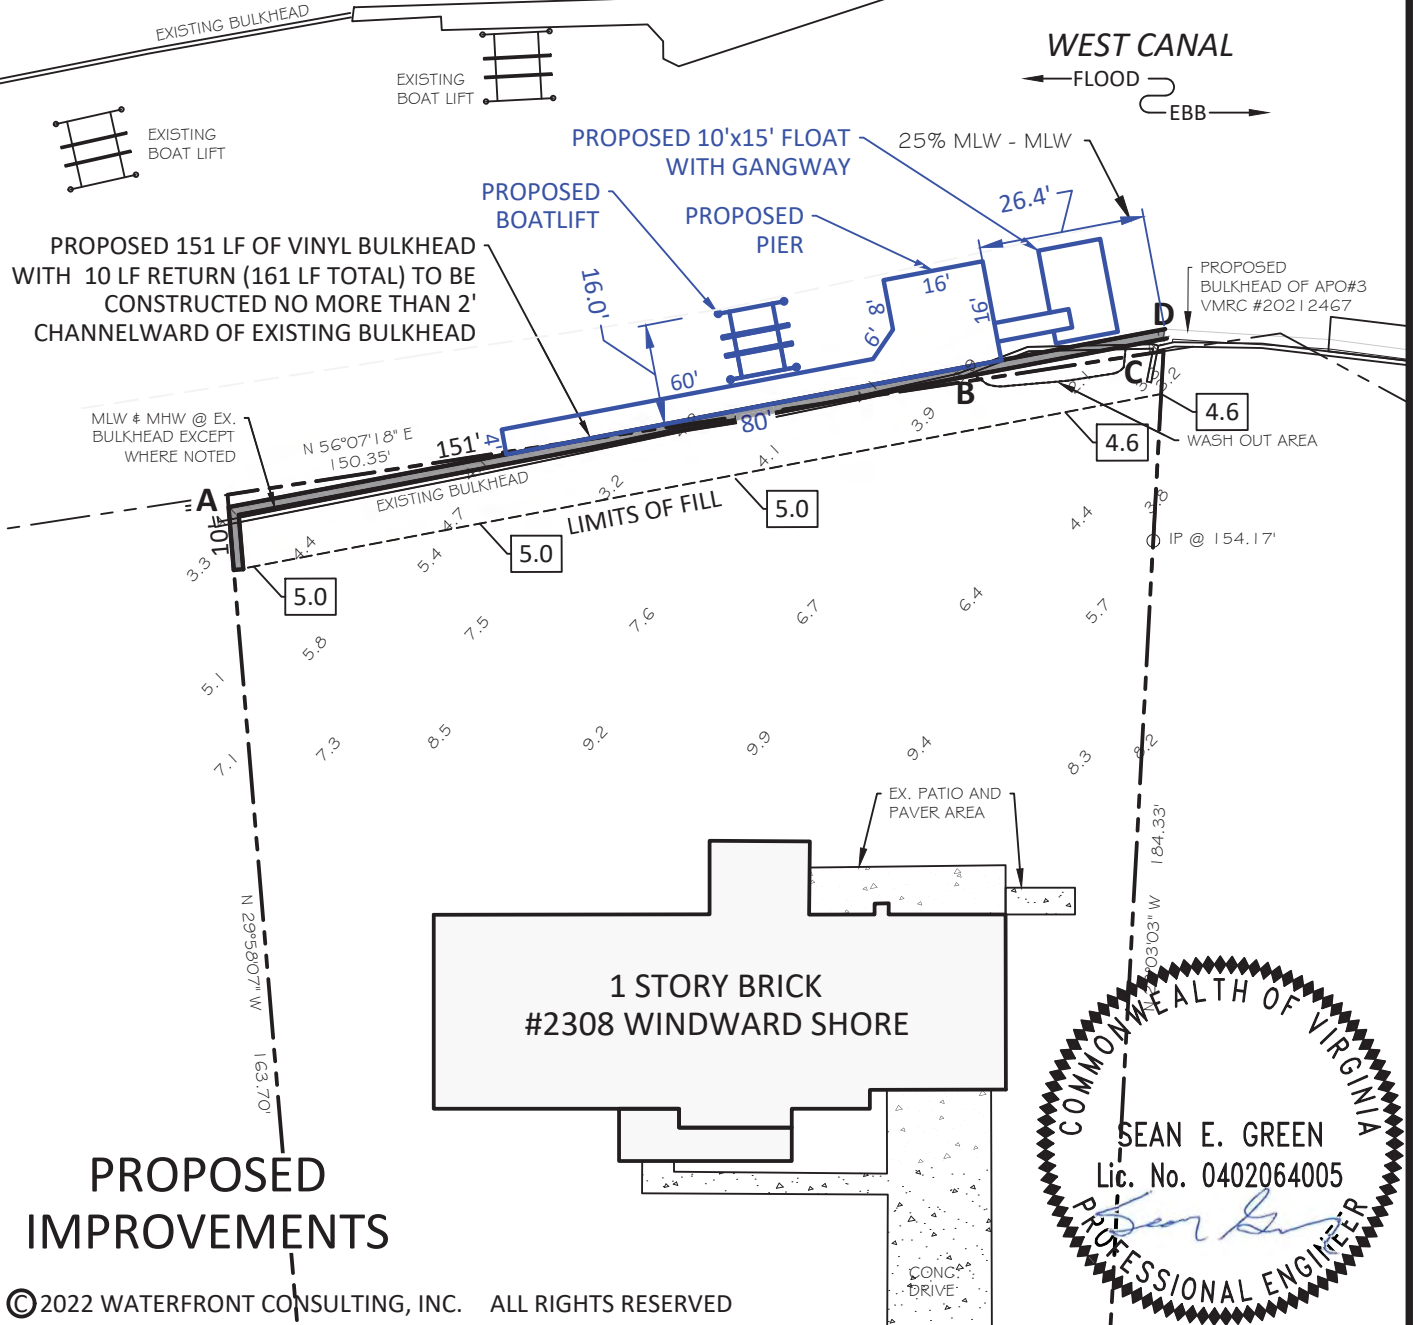 EXISTING BULKHEAD
WEST CANAL
FLOOD
EBB
EXISTING
BOAT LIFT
EXISTING
BOAT LIFT
PROPOSED 10'x15' FLOAT
WITH GANGWAY
25% MLW - MLW
PROPOSED
BOATLIFT
PROPOSED
PIER
26.4'
PROPOSED 151 LF OF VINYL BULKHEAD
WITH 10 LF RETURN (161 LF TOTAL) TO BE
CONSTRUCTED NO MORE THAN 2'
CHANNELWARD OF EXISTING BULKHEAD
16.0'
16'
8'
16'
6'
60'
PROPOSED
BULKHEAD OF APO#3
VMRC #20212467
D
C
B
MLW & MHW @ EX.
BULKHEAD EXCEPT
WHERE NOTED
N 56°07'18" E
150.35'
151'
4'
80'
3.9
2.1
3.2
4.6
4.6
WASH OUT AREA
A
10'
EXISTING BULKHEAD
4.1
3.2
LIMITS OF FILL
5.0
4.7
5.0
4.4
3.8
3.3
4.4
5.4
5.0
IP @ 154.17'
5.8
7.5
7.6
6.7
6.4
5.7
5.1
7.1
7.3
8.5
9.2
9.9
9.4
8.3
8.2
EX. PATIO AND
PAVER AREA
184.33'
N 29°58'07" W
163.70'
1 STORY BRICK
#2308 WINDWARD SHORE
COMMONWEALTH OF VIRGINIA
SEAN E. GREEN
Lic. No. 0402064005
Sean Green
PROFESSIONAL ENGINEER
PROPOSED
IMPROVEMENTS
CONC.
DRIVE
© 2022 WATERFRONT CONSULTING, INC. ALL RIGHTS RESERVED